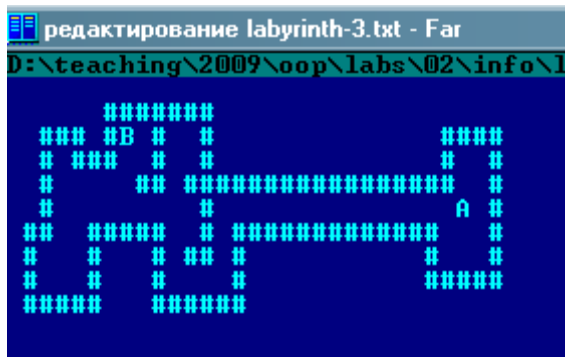 редактирование labyrinth-3.txt - Far
D:\teaching\2009\oop\labs\02\info\l
      #######
  ### #B #  #              ####
  # ###  #  #              #  #
  #     ## #################  #
  #         #               A #
 ##  #####  # #############   #
 #   #   # ## #           #   #
 #   #   #    #           #####
 #####   ######